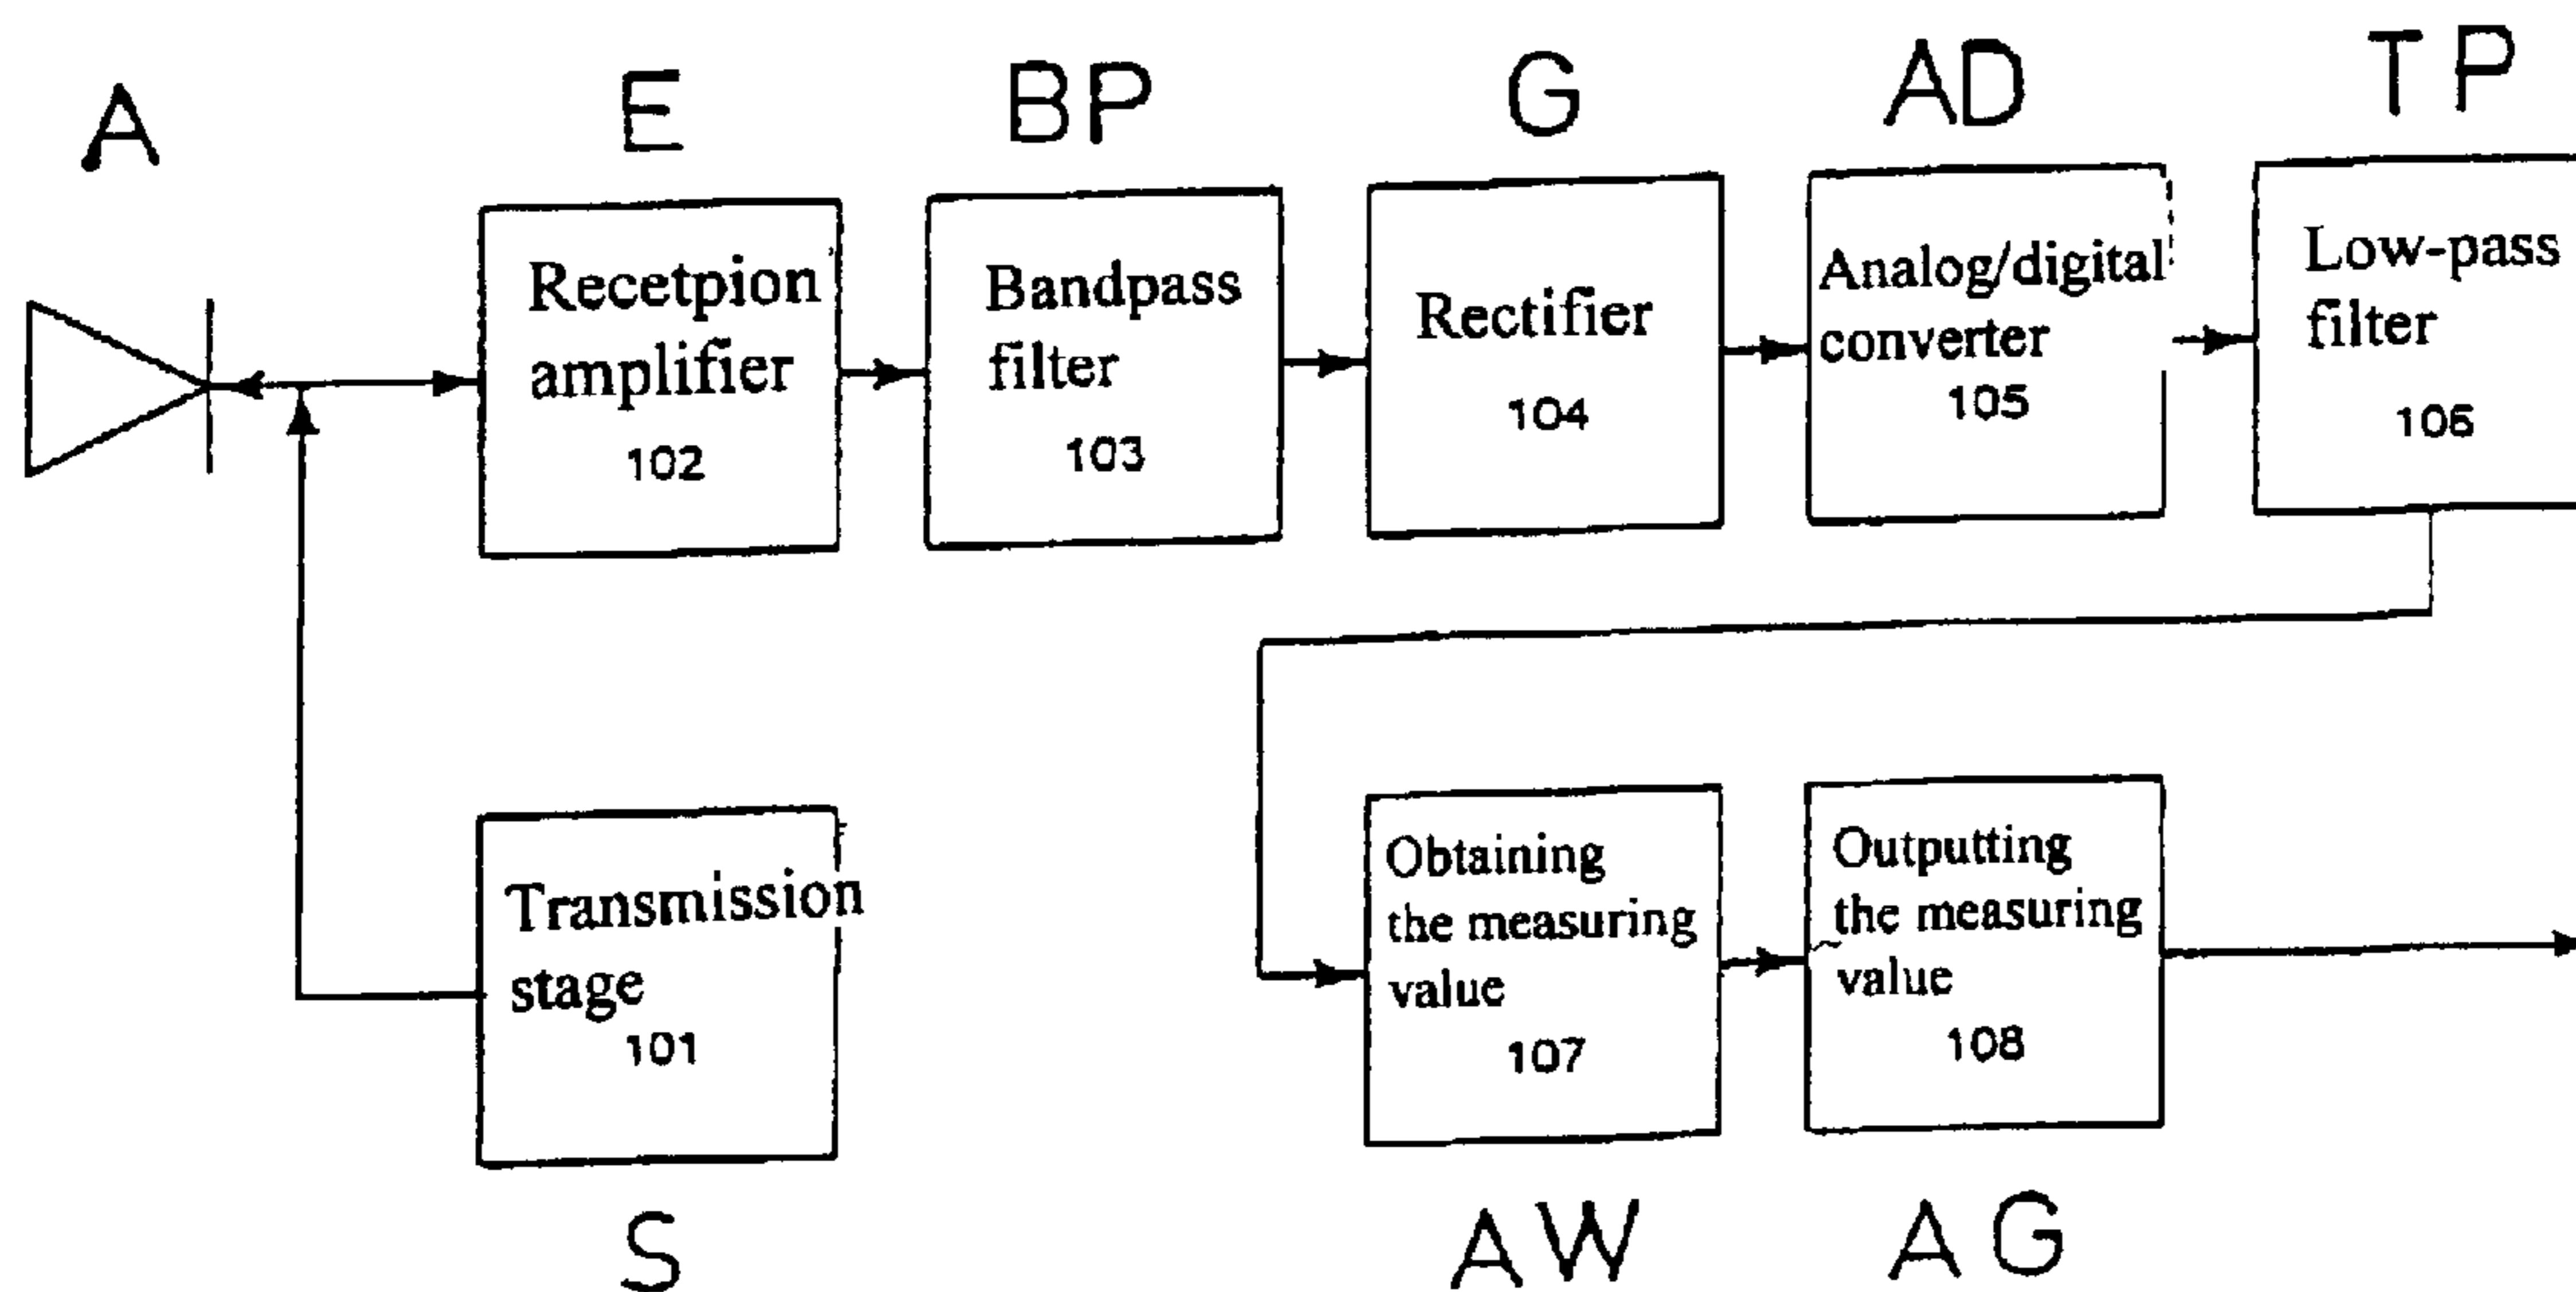 A
E
BP
G
AD
TP
Recetpion
amplifier
102
Bandpass
filter
103
Rectifier
104
Analog/digital
converter
105
Low-pass
filter
106
Transmission
stage
101
Obtaining
the measuring
value
107
Outputting
the measuring
value
108
S
AW
AG